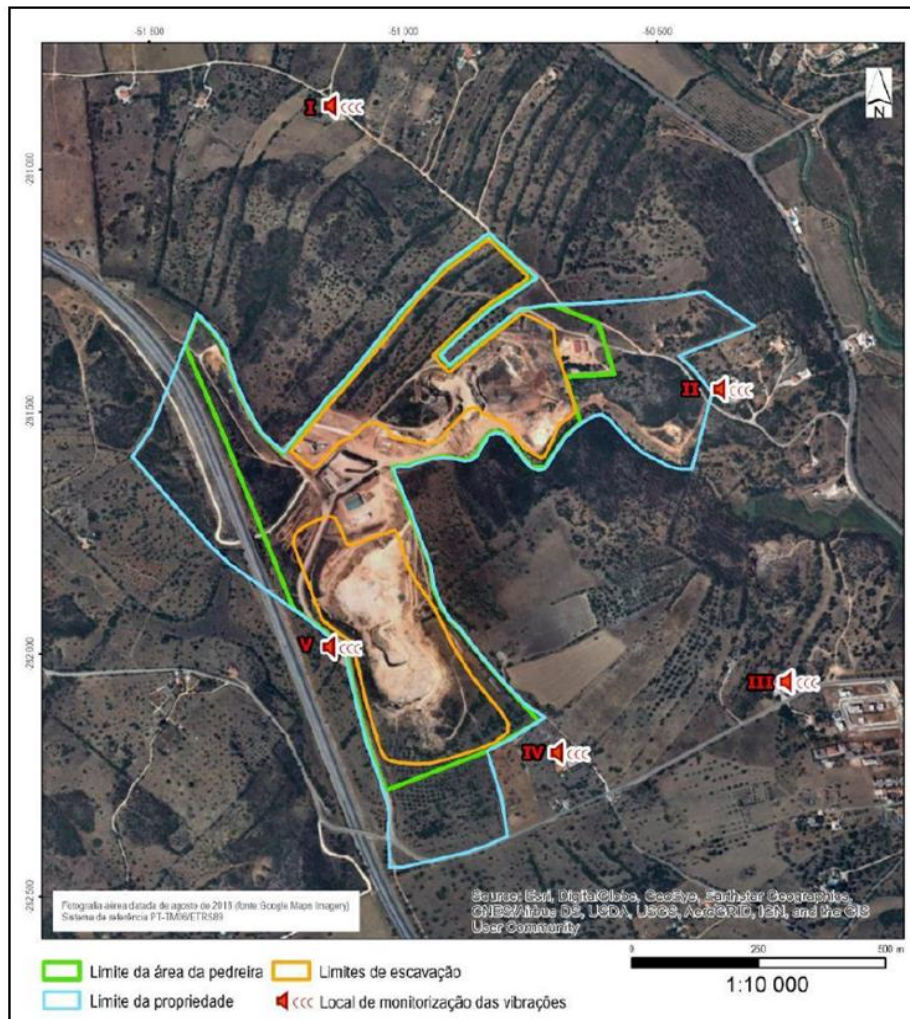 -51 500
-51 000
-50 500
-281 000
-281 500
-282 000
-282 500
N
I
II
III
IV
V
Fotografia aérea datada de agosto de 2018 (fonte: Google Maps Imagery)
Sistema de referência PT-TM06/ETRS89
Source: Esri, DigitalGlobe, GeoEye, Earthstar Geographics,
CNES/Airbus DS, USDA, USGS, AeroGRID, IGN, and the GIS
User Community
Limite da área da pedreira
Limites de escavação
0 250 500 m
Limite da propriedade
Local de monitorização das vibrações
1:10 000